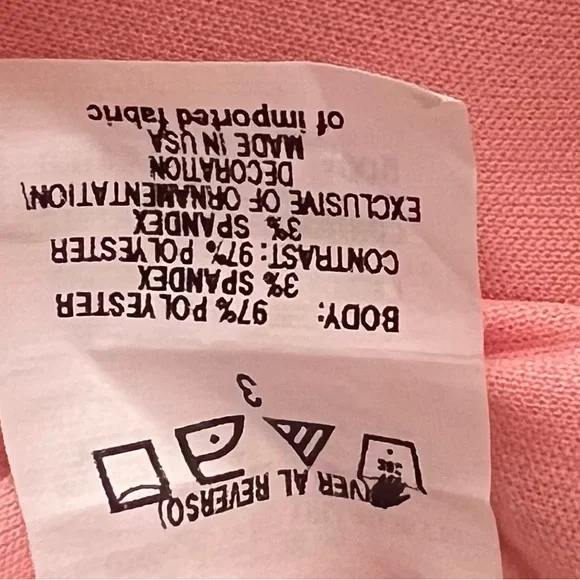 (VER AL REVERSO)
3
BODY: 97% POLYESTER
3% SPANDEX
CONTRAST: 97% POLYESTER
3% SPANDEX
EXCLUSIVE OF ORNAMENTATION/
DECORATION
MADE IN USA
of imported fabric